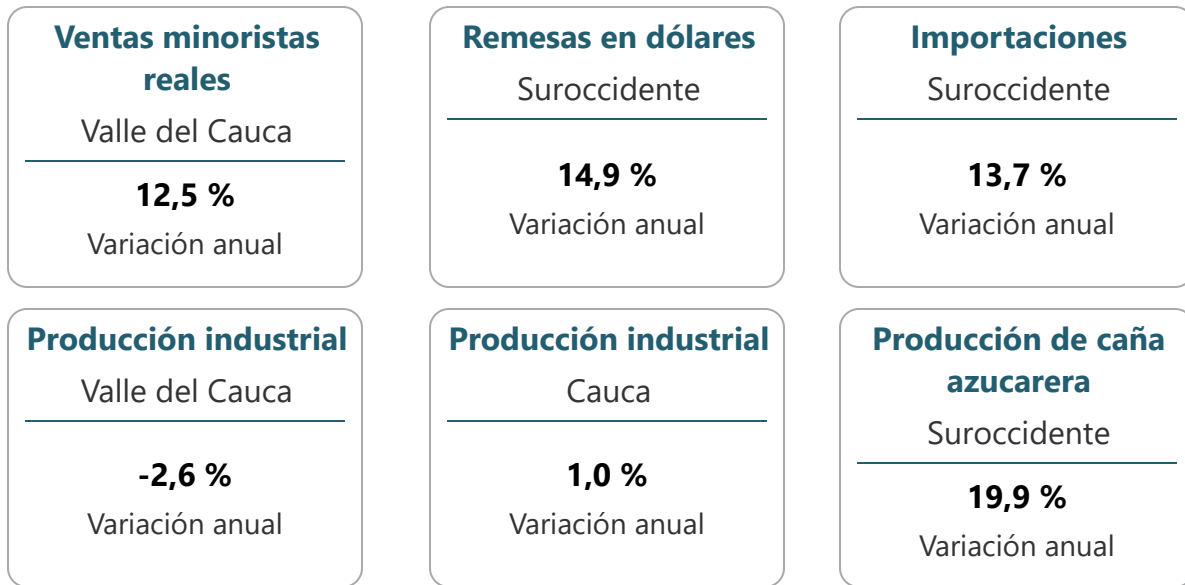 Ventas minoristas
reales
Valle del Cauca
12,5 %
Variación anual
Remesas en dólares
Suroccidente
14,9 %
Variación anual
Importaciones
Suroccidente
13,7 %
Variación anual
Producción industrial
Valle del Cauca
-2,6 %
Variación anual
Producción industrial
Cauca
1,0 %
Variación anual
Producción de caña
azucarera
Suroccidente
19,9 %
Variación anual